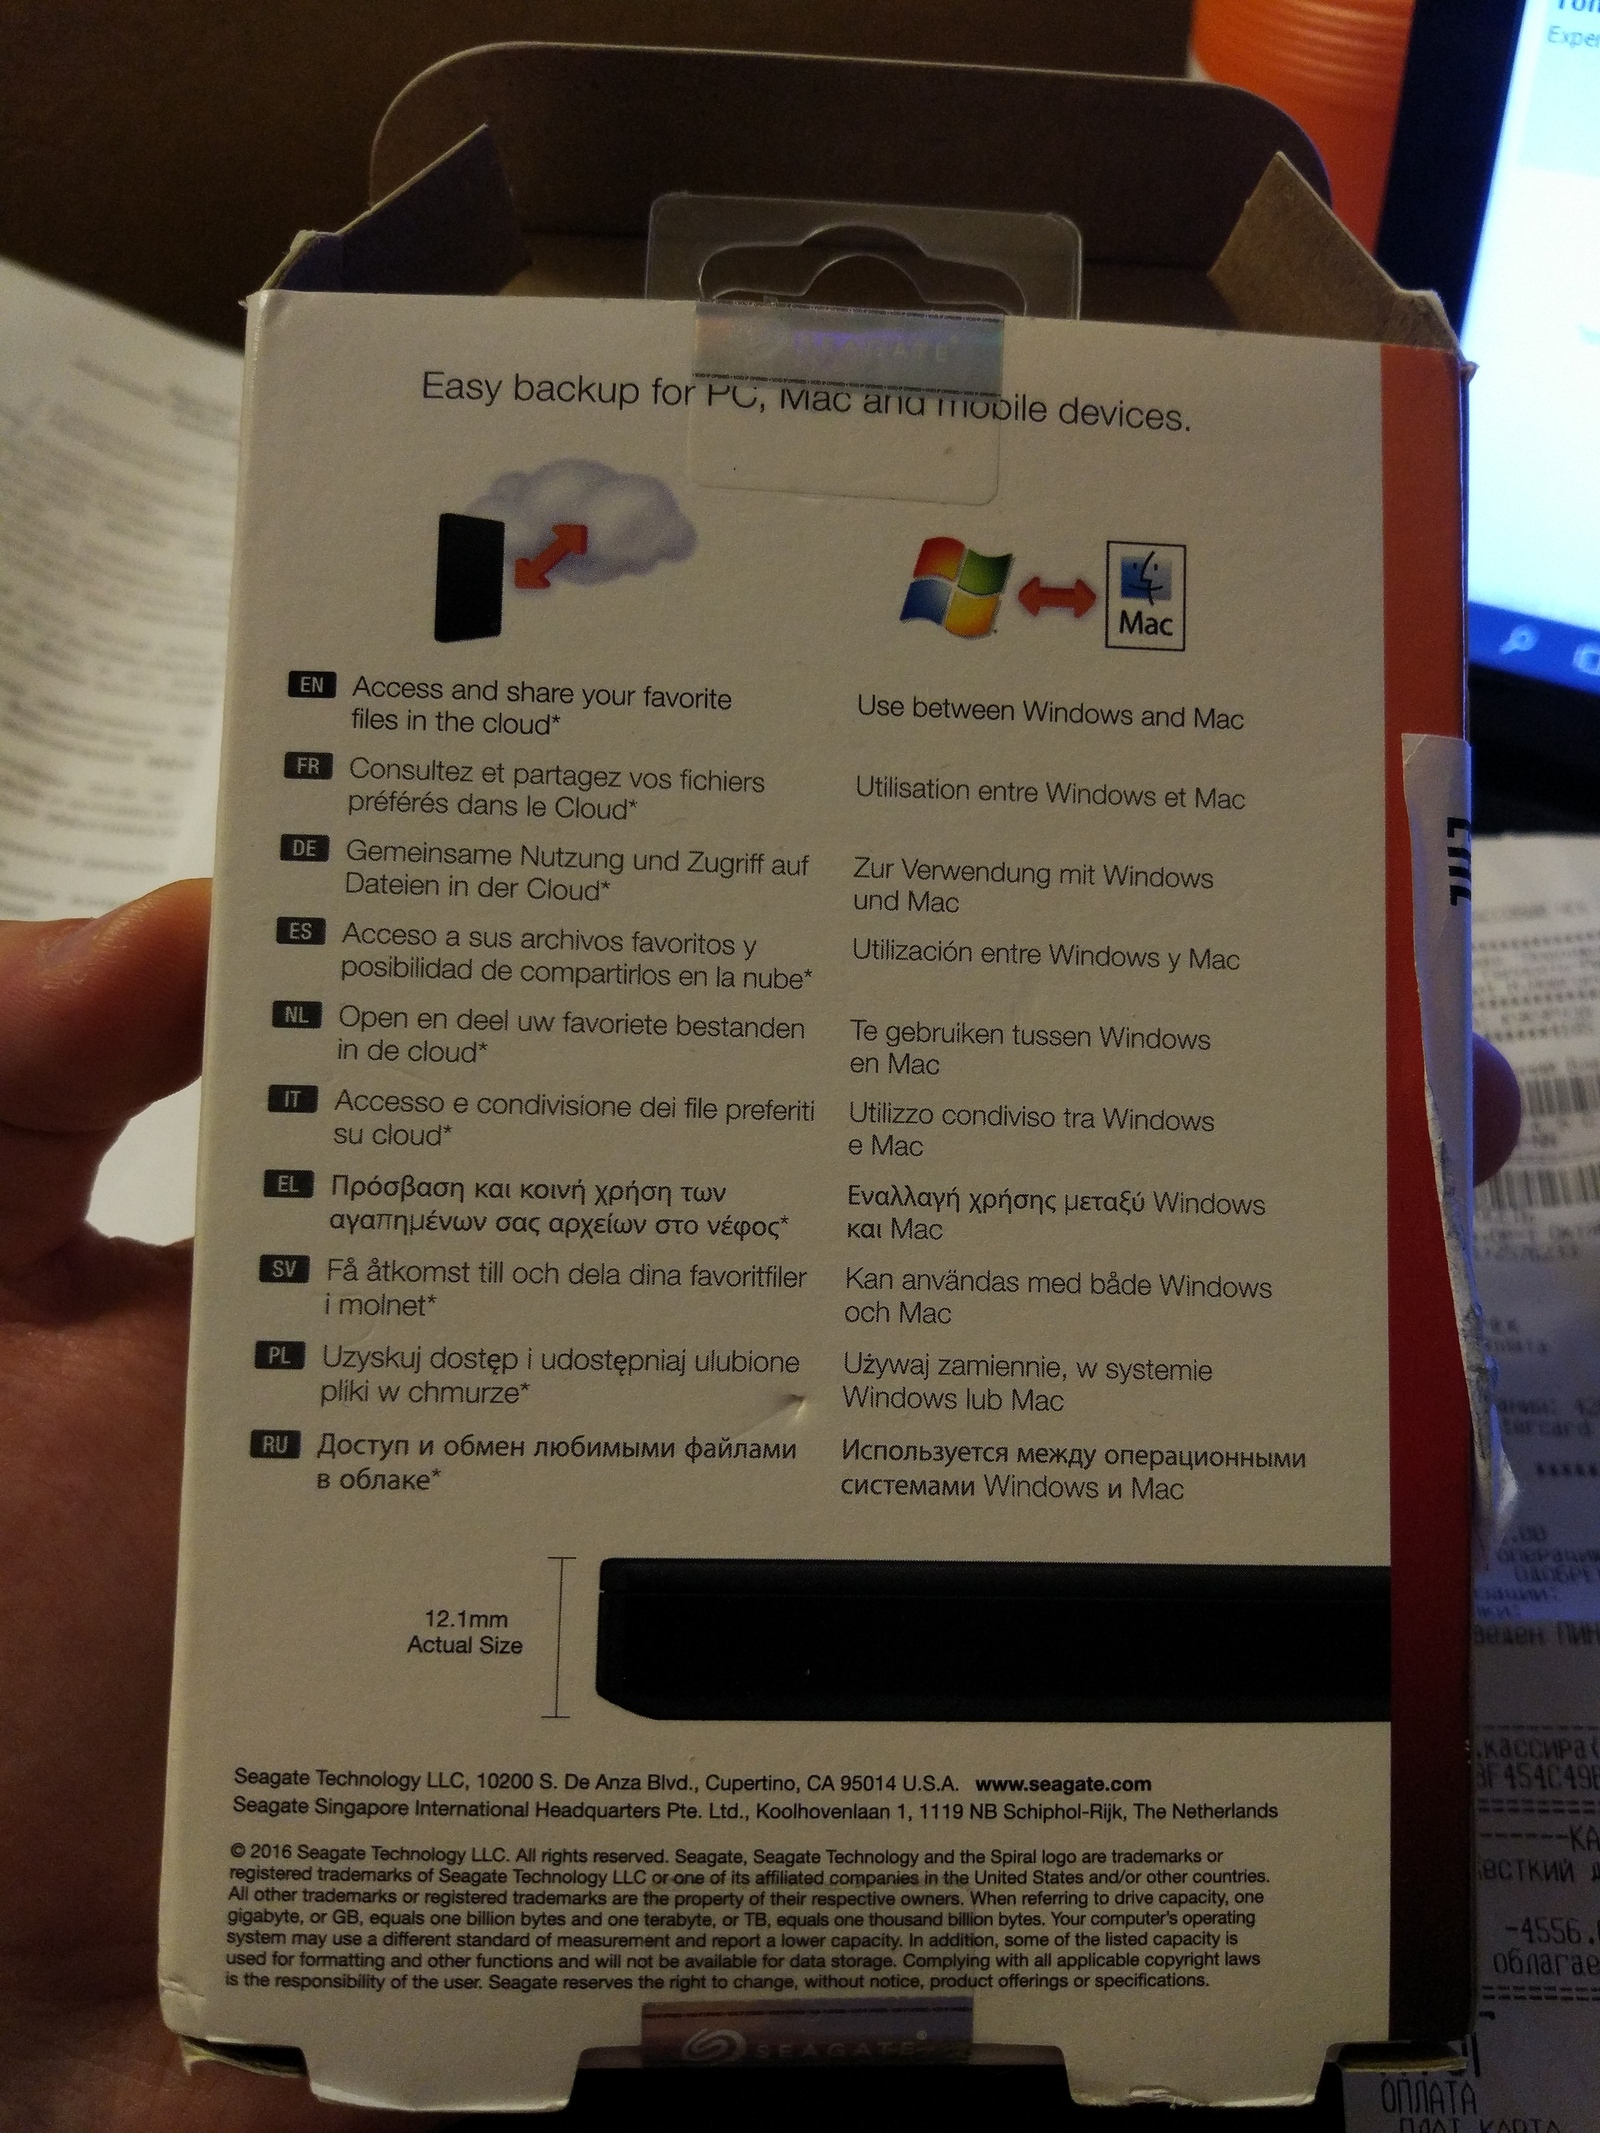 Easy backup for PC, Mac and mobile devices.
Mac
EN Access and share your favorite
files in the cloud*
Use between Windows and Mac
FR Consultez et partagez vos fichiers
préférés dans le Cloud*
Utilisation entre Windows et Mac
DE Gemeinsame Nutzung und Zugriff auf
Dateien in der Cloud*
Zur Verwendung mit Windows
und Mac
ES Acceso a sus archivos favoritos y
posibilidad de compartirlos en la nube*
Utilización entre Windows y Mac
NL Open en deel uw favoriete bestanden
in de cloud*
Te gebruiken tussen Windows
en Mac
IT Accesso e condivisione dei file preferiti
su cloud*
Utilizzo condiviso tra Windows
e Mac
EL Πρόσβαση και κοινή χρήση των
αγαπημένων σας αρχείων στο νέφος*
Εναλλαγή χρήσης μεταξύ Windows
και Mac
SV Få åtkomst till och dela dina favoritfiler
i molnet*
Kan användas med både Windows
och Mac
PL Uzyskuj dostęp i udostępniaj ulubione
pliki w chmurze*
Używaj zamiennie, w systemie
Windows lub Mac
RU Доступ и обмен любимыми файлами
в облаке*
Используется между операционными
системами Windows и Mac
12.1mm
Actual Size
Seagate Technology LLC, 10200 S. De Anza Blvd., Cupertino, CA 95014 U.S.A. www.seagate.com
Seagate Singapore International Headquarters Pte. Ltd., Koolhovenlaan 1, 1119 NB Schiphol-Rijk, The Netherlands
© 2016 Seagate Technology LLC. All rights reserved. Seagate, Seagate Technology and the Spiral logo are trademarks or
registered trademarks of Seagate Technology LLC or one of its affiliated companies in the United States and/or other countries.
All other trademarks or registered trademarks are the property of their respective owners. When referring to drive capacity, one
gigabyte, or GB, equals one billion bytes and one terabyte, or TB, equals one thousand billion bytes. Your computer's operating
system may use a different standard of measurement and report a lower capacity. In addition, some of the listed capacity is
used for formatting and other functions and will not be available for data storage. Complying with all applicable copyright laws
is the responsibility of the user. Seagate reserves the right to change, without notice, product offerings or specifications.
SEAGATE
ОПЛАТА